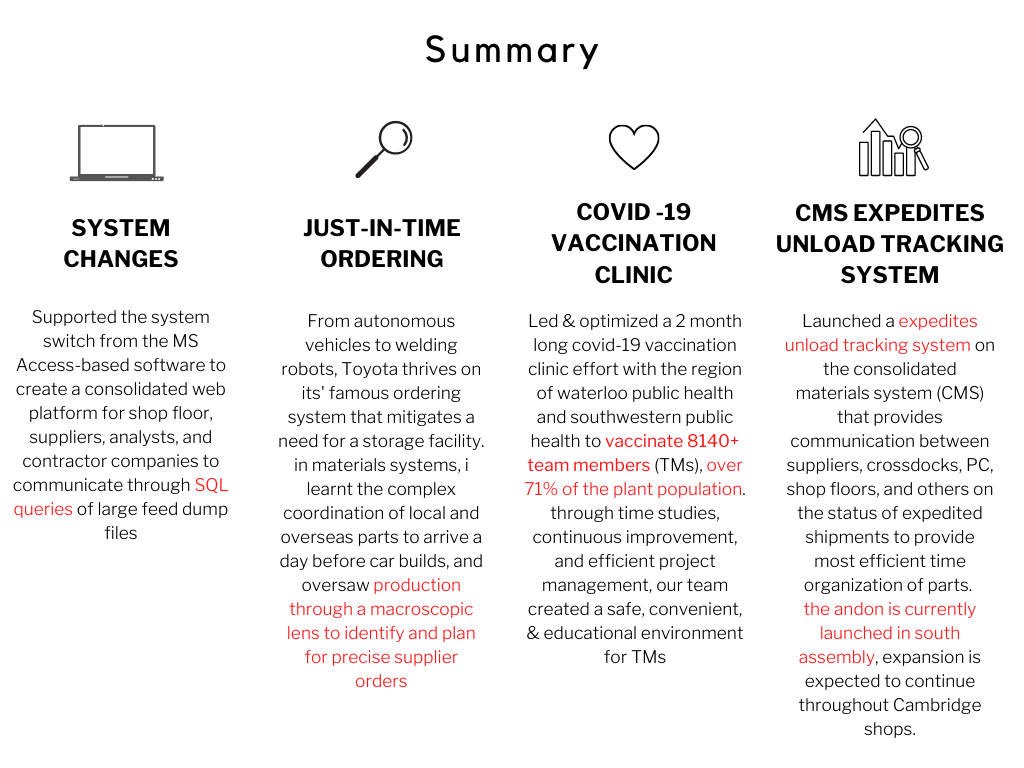 Summary
SYSTEM
CHANGES
Supported the system
switch from the MS
Access-based software to
create a consolidated web
platform for shop floor,
suppliers, analysts, and
contractor companies to
communicate through SQL
queries of large feed dump
files
JUST-IN-TIME
ORDERING
From autonomous
vehicles to welding
robots, Toyota thrives on
its' famous ordering
system that mitigates a
need for a storage facility.
in materials systems, i
learnt the complex
coordination of local and
overseas parts to arrive a
day before car builds, and
oversaw production
through a macroscopic
lens to identify and plan
for precise supplier
orders
COVID -19
VACCINATION
CLINIC
Led & optimized a 2 month
long covid-19 vaccination
clinic effort with the region
of waterloo public health
and southwestern public
health to vaccinate 8140+
team members (TMs), over
71% of the plant population.
through time studies,
continuous improvement,
and efficient project
management, our team
created a safe, convenient,
& educational environment
for TMs
CMS EXPEDITES
UNLOAD TRACKING
SYSTEM
Launched a expedites
unload tracking system on
the consolidated
materials system (CMS)
that provides
communication between
suppliers, crossdocks, PC,
shop floors, and others on
the status of expedited
shipments to provide
most efficient time
organization of parts.
the andon is currently
launched in south
assembly, expansion is
expected to continue
throughout Cambridge
shops.